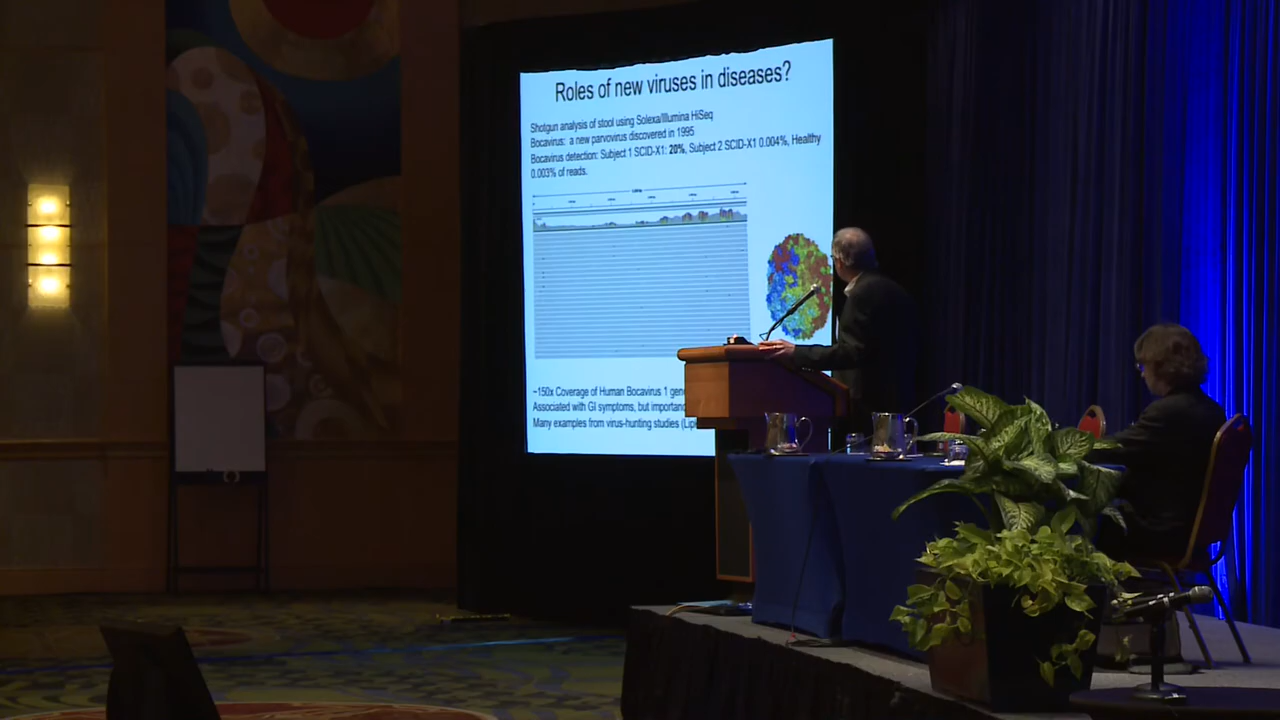 Roles of new viruses in diseases?
Shotgun analysis of stool using Solexa/Illumina HiSeq
Bocavirus: a new parvovirus discovered in 1995
Bocavirus detection: Subject 1 SCID-X1: 20%, Subject 2 SCID-X1 0.004%, Healthy
0.003% of reads.
~150x Coverage of Human Bocavirus 1
Associated with GI symptoms, but
Many examples from virus-hunting studies